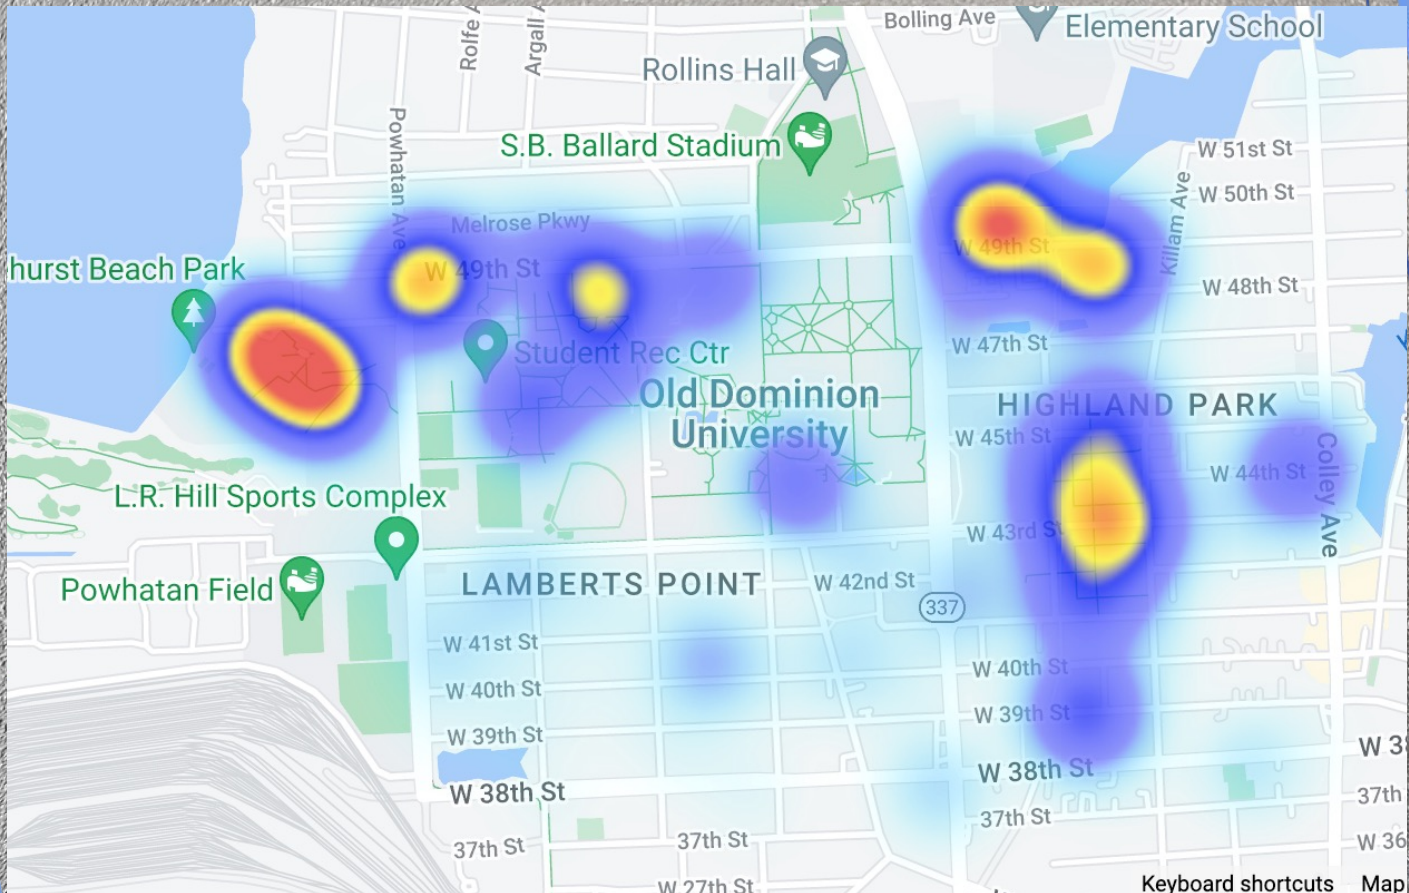 Bolling Ave
Elementary School
Rolfe A
Argall A
Rollins Hall
Powhatan Ave
S.B. Ballard Stadium
W 51st St
W 50th St
Killam Ave
Melrose Pkwy
W 49th St
W 49th St
hurst Beach Park
W 48th St
W 47th St
Student Rec Ctr
Old Dominion
University
HIGHLAND PARK
W 45th St
W 44th St
Colley Ave
L.R. Hill Sports Complex
W 43rd St
Powhatan Field
LAMBERTS POINT
W 42nd St
337
W 41st St
W 40th St
W 40th St
W 39th St
W 39th St
W 38
W 38th St
W 38th St
37th
37th St
37th St
37th St
W 36
W 27th St
Keyboard shortcuts
Map